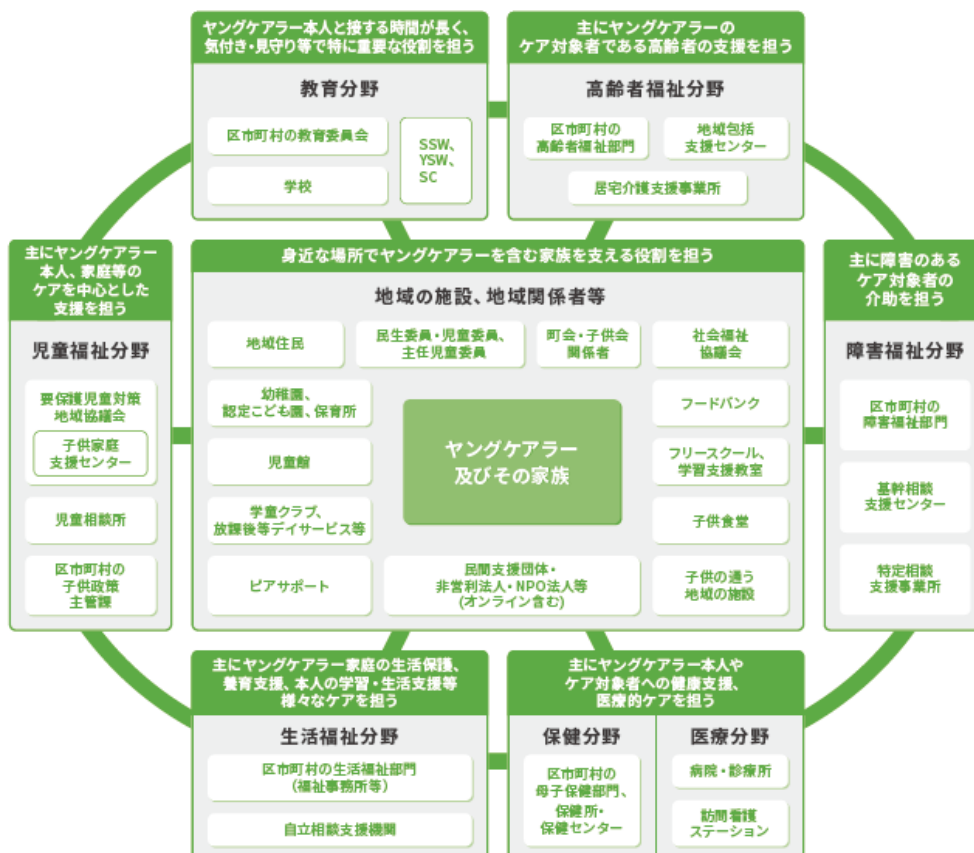 ヤングケアラー本人と接する時間が長く、
気付き・見守り等で特に重要な役割を担う
教育分野
区市町村の教育委員会
学校
SSW、
YSW、
SC
主にヤングケアラーの
ケア対象者である高齢者の支援を担う
高齢者福祉分野
区市町村の
高齢者福祉部門
地域包括
支援センター
居宅介護支援事業所
主にヤングケアラー
本人、家庭等の
ケアを中心とした
支援を担う
児童福祉分野
要保護児童対策
地域協議会
子供家庭
支援センター
児童相談所
区市町村の
子供政策
主管課
身近な場所でヤングケアラーを含む家族を支える役割を担う
地域の施設、地域関係者等
地域住民
民生委員・児童委員、
主任児童委員
町会・子供会
関係者
社会福祉
協議会
幼稚園、
認定こども園、保育所
フードバンク
ヤングケアラー
及びその家族
児童館
フリースクール、
学習支援教室
学童クラブ、
放課後等デイサービス等
子供食堂
ピアサポート
民間支援団体・
非営利法人・NPO法人等
(オンライン含む)
子供の通う
地域の施設
主に障害のある
ケア対象者の
介助を担う
障害福祉分野
区市町村の
障害福祉部門
基幹相談
支援センター
特定相談
支援事業所
主にヤングケアラー家庭の生活保護、
養育支援、本人の学習・生活支援等
様々なケアを担う
生活福祉分野
区市町村の生活福祉部門
（福祉事務所等）
自立相談支援機関
主にヤングケアラー本人や
ケア対象者への健康支援、
医療的ケアを担う
保健分野
区市町村の
母子保健部門、
保健所・
保健センター
医療分野
病院・診療所
訪問看護
ステーション